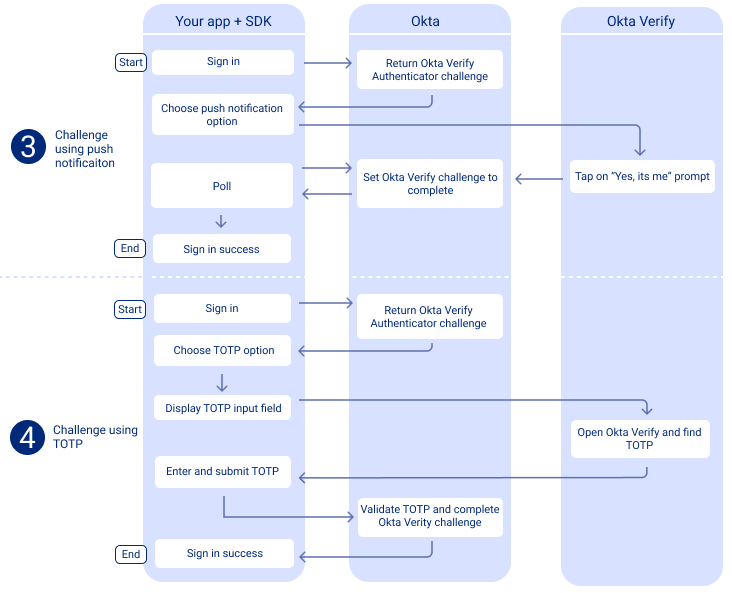 Your app + SDK
Okta
Okta Verify
Start
Sign in
Return Okta Verify
Authenticator challenge
Choose push notification
option
3
Challenge
using push
notificaiton
Poll
Set Okta Verify challenge to
complete
Tap on "Yes, its me" prompt
End
Sign in success
Start
Sign in
Return Okta Verify
Authenticator challenge
Choose TOTP option
Display TOTP input field
4
Challenge using
TOTP
Open Okta Verify and find
TOTP
Enter and submit TOTP
Validate TOTP and complete
Okta Verity challenge
End
Sign in success